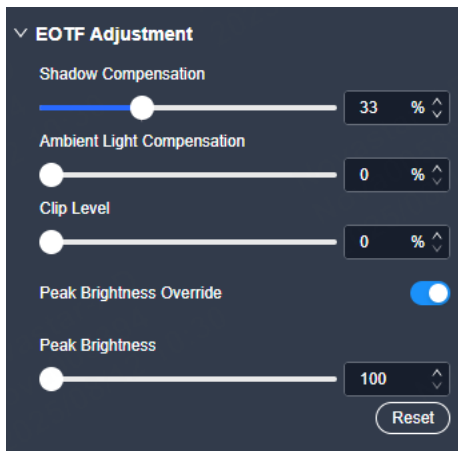 EOTF Adjustment
Shadow Compensation
33 %
Ambient Light Compensation
0 %
Clip Level
0 %
Peak Brightness Override
Peak Brightness
100
Reset